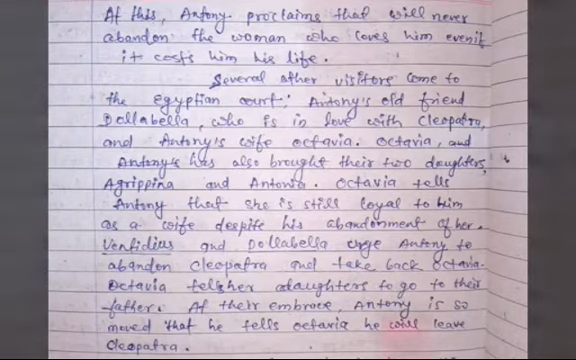 At this, Antony proclaims that will never
abandon the woman who loves him even if
it costs him his life.
Several other visitors come to
the egyptian court: Antony's old friend
Dollabella, who is in love with Cleopatra,
and Antony's wife octavia. Octavia, and
Antony's has also brought their two daughters,
Agrippina and Antonia. Octavia tells
Antony that she is still loyal to him
as a wife despite his abandonment of her.
Ventidius and Dollabella urge Antony to
abandon Cleopatra and take back octavia.
Octavia tells her daughters to go to their
father. At their embrace, Antony is so
moved that he tells octavia he will leave
Cleopatra.